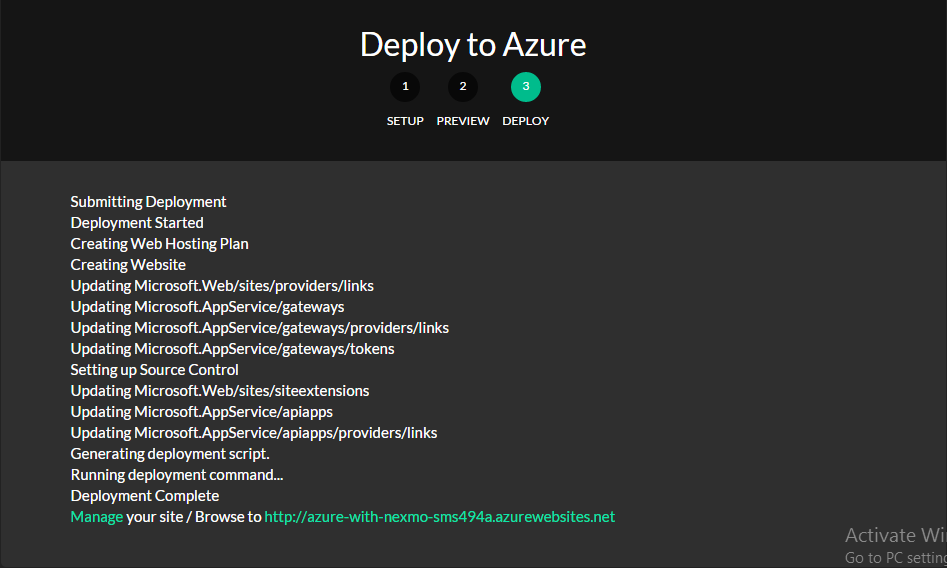 Deploy to Azure
1 2 3
SETUP PREVIEW DEPLOY
Submitting Deployment
Deployment Started
Creating Web Hosting Plan
Creating Website
Updating Microsoft.Web/sites/providers/links
Updating Microsoft.AppService/gateways
Updating Microsoft.AppService/gateways/providers/links
Updating Microsoft.AppService/gateways/tokens
Setting up Source Control
Updating Microsoft.Web/sites/siteextensions
Updating Microsoft.AppService/apiapps
Updating Microsoft.AppService/apiapps/providers/links
Generating deployment script.
Running deployment command...
Deployment Complete
Manage your site / Browse to http://azure-with-nexmo-sms494a.azurewebsites.net
Activate Wi
Go to PC setting